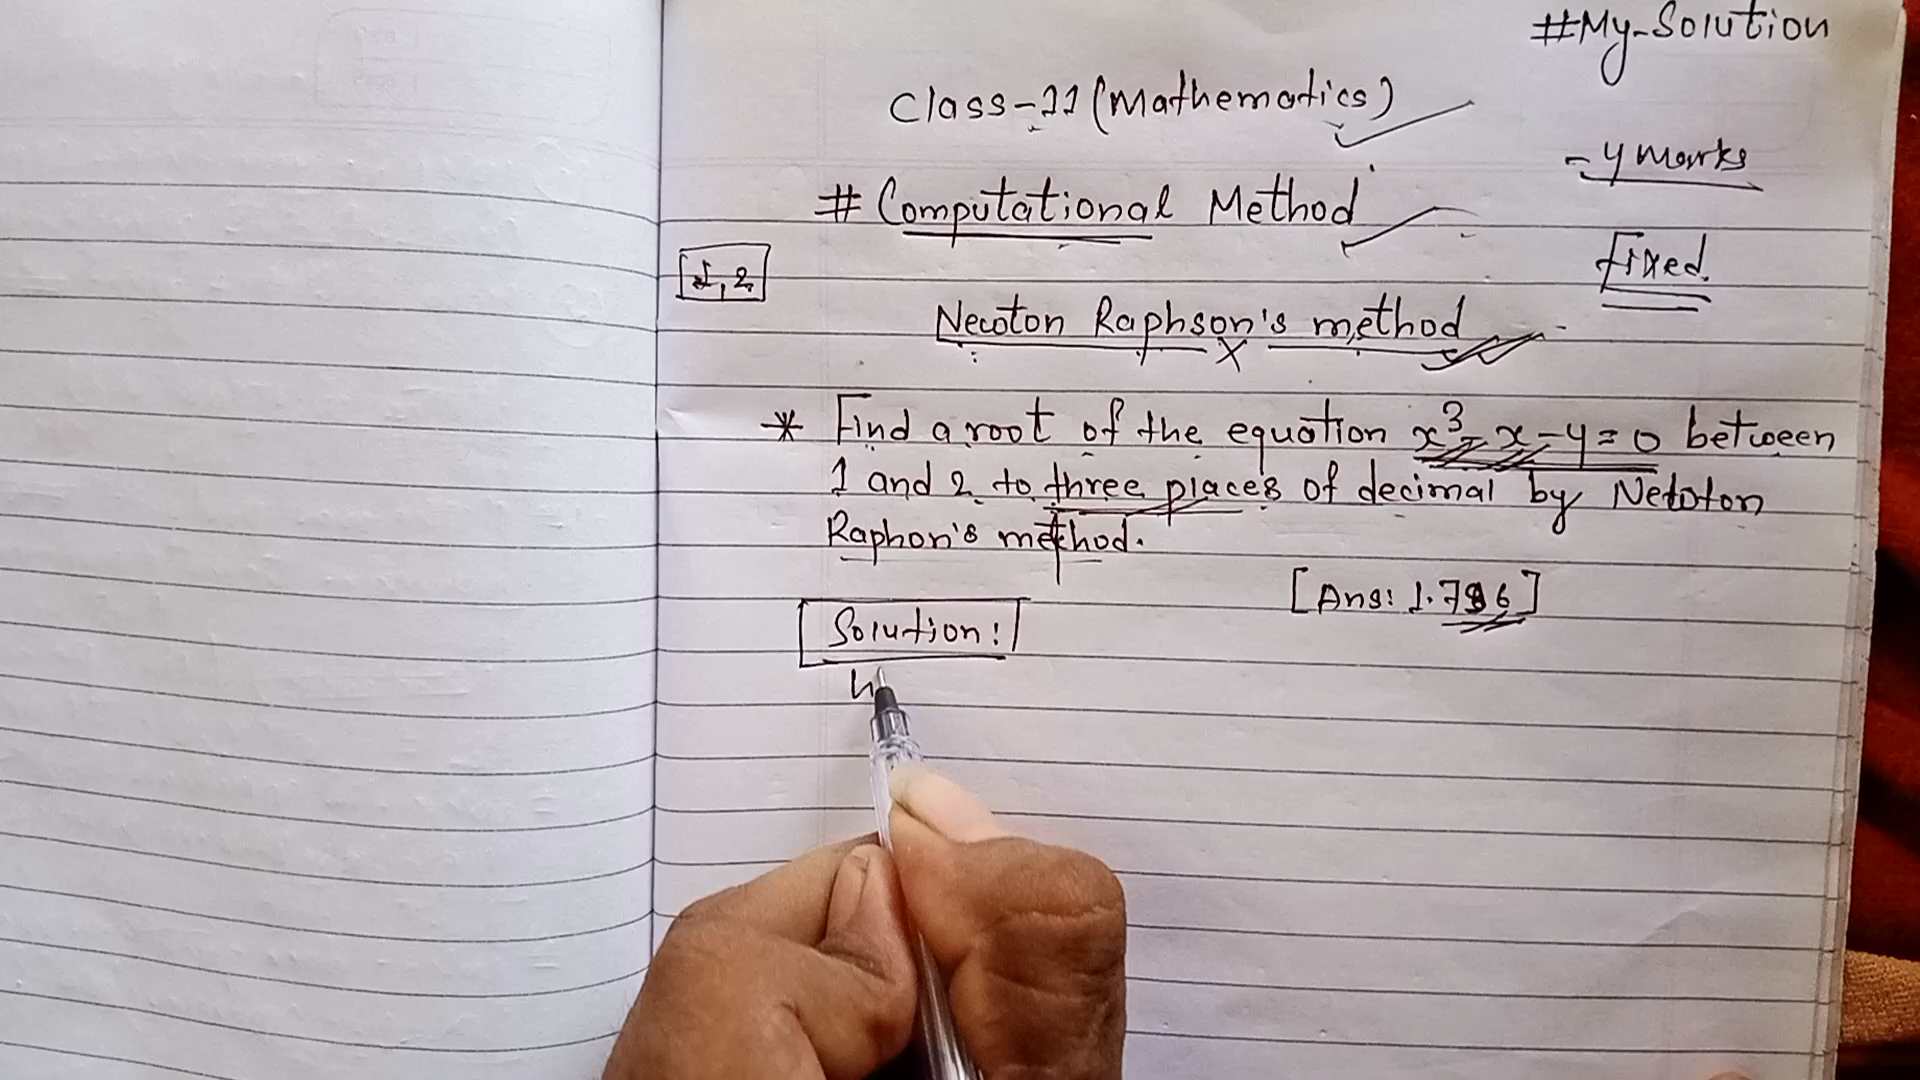 #My-Solution
Class-11 (Mathematics)
- 4 marks
# Computational Method
Fixed.
[1, 2]
Newton Raphson's method
* Find a root of the equation x³-x-4=0 between
1 and 2 to three places of decimal by Newton
Raphon's method.
[Ans: 1.796]
Solution: